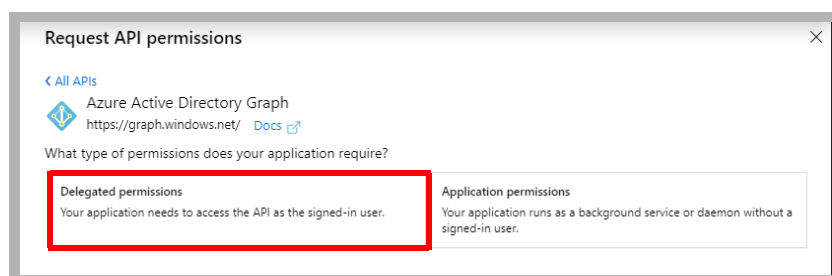 Request API permissions
All APIs
Azure Active Directory Graph
https://graph.windows.net/ Docs
What type of permissions does your application require?
Delegated permissions
Your application needs to access the API as the signed-in user.
Application permissions
Your application runs as a background service or daemon without a
signed-in user.